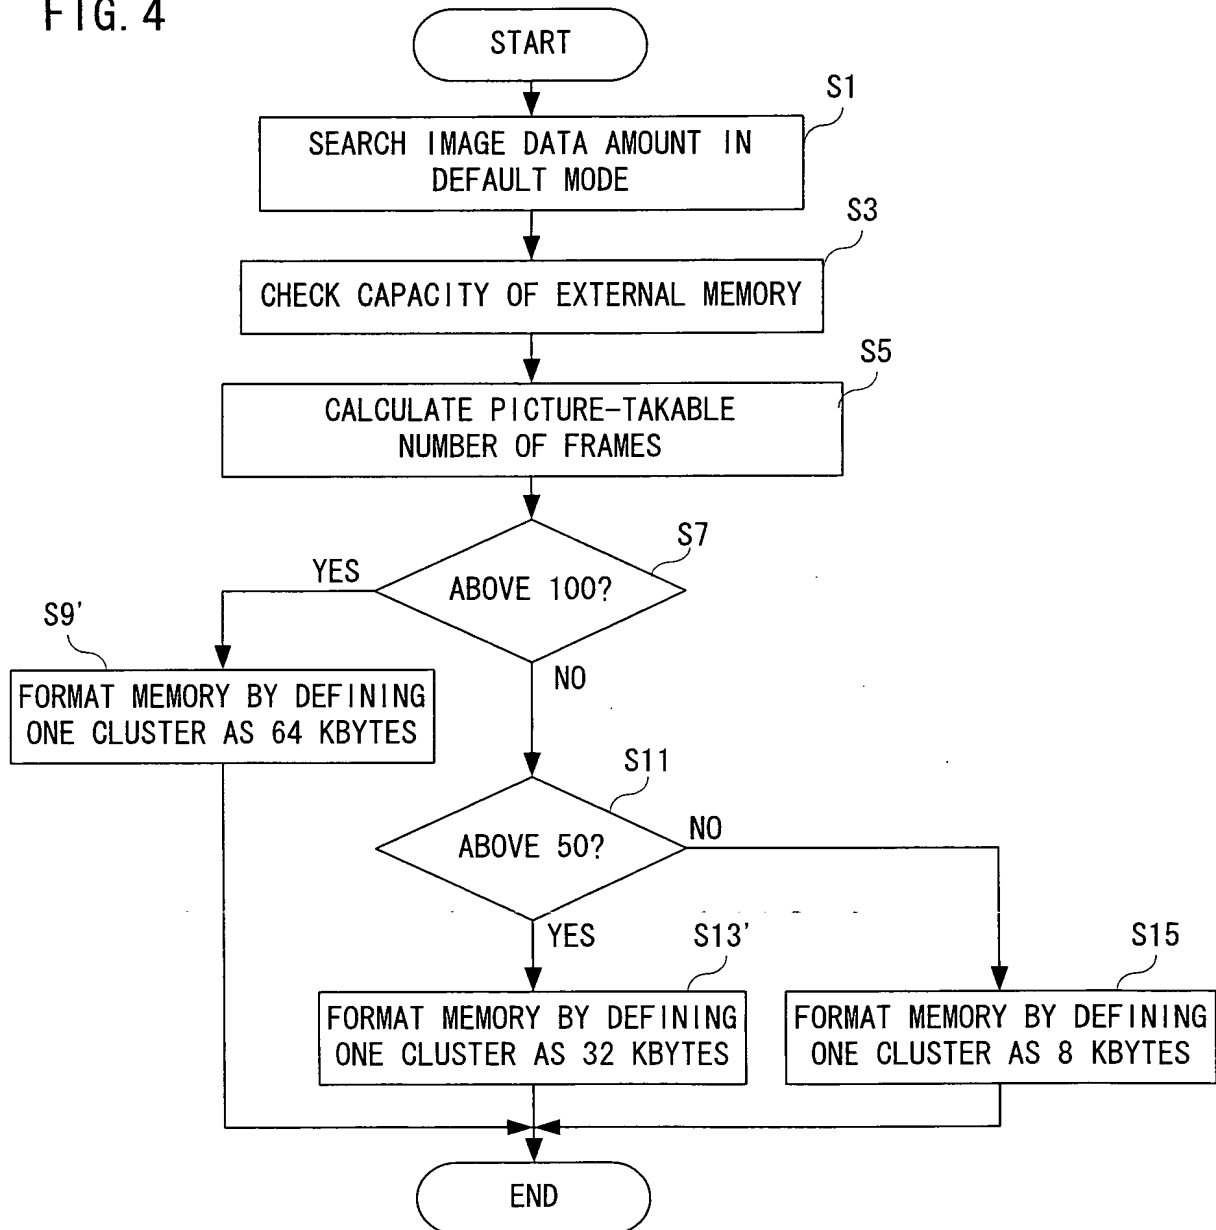 FIG. 4
START
S1
SEARCH IMAGE DATA AMOUNT IN
DEFAULT MODE
S3
CHECK CAPACITY OF EXTERNAL MEMORY
S5
CALCULATE PICTURE-TAKABLE
NUMBER OF FRAMES
S7
YES
ABOVE 100?
S9'
NO
FORMAT MEMORY BY DEFINING
ONE CLUSTER AS 64 KBYTES
S11
NO
ABOVE 50?
YES
S13'
S15
FORMAT MEMORY BY DEFINING
ONE CLUSTER AS 32 KBYTES
FORMAT MEMORY BY DEFINING
ONE CLUSTER AS 8 KBYTES
END